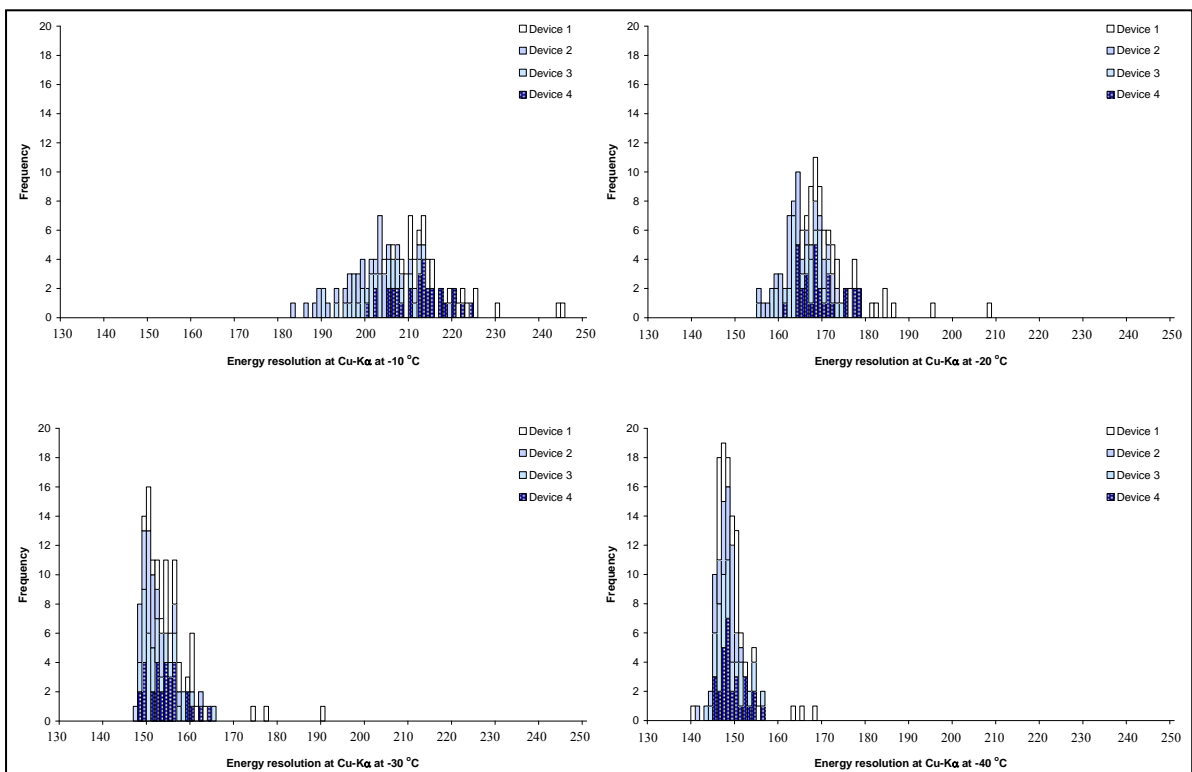 20
18
16
14
12
10
8
6
4
2
0
Frequency
130 140 150 160 170 180 190 200 210 220 230 240 250
Energy resolution at Cu-Kα at -10 °C
Device 1
Device 2
Device 3
Device 4
20
18
16
14
12
10
8
6
4
2
0
Frequency
130 140 150 160 170 180 190 200 210 220 230 240 250
Energy resolution at Cu-Kα at -20 °C
Device 1
Device 2
Device 3
Device 4
20
18
16
14
12
10
8
6
4
2
0
Frequency
130 140 150 160 170 180 190 200 210 220 230 240 250
Energy resolution at Cu-Kα at -30 °C
Device 1
Device 2
Device 3
Device 4
20
18
16
14
12
10
8
6
4
2
0
Frequency
130 140 150 160 170 180 190 200 210 220 230 240 250
Energy resolution at Cu-Kα at -40 °C
Device 1
Device 2
Device 3
Device 4